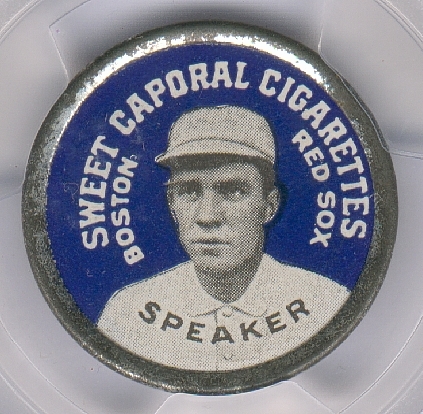 SWEET CAPORAL CIGARETTES
BOSTON
RED SOX
SPEAKER